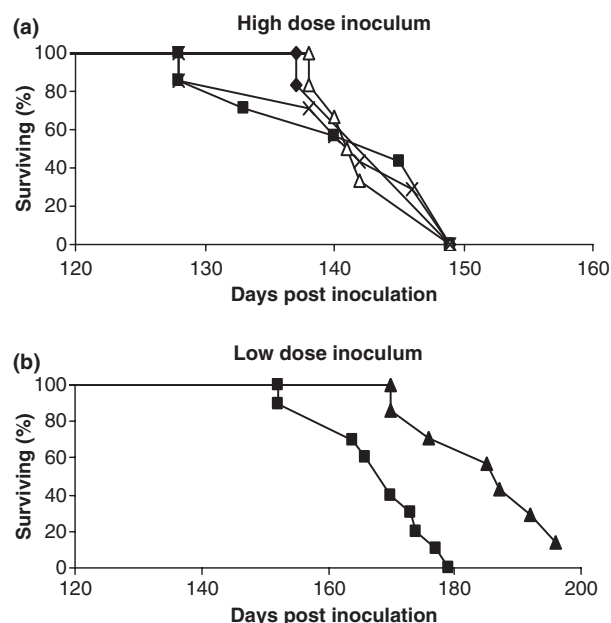 (a)
High dose inoculum
Surviving (%)
100
80
60
40
20
0
120 130 140 150 160
Days post inoculation
(b)
Low dose inoculum
Surviving (%)
100
80
60
40
20
0
120 140 160 180 200
Days post inoculation